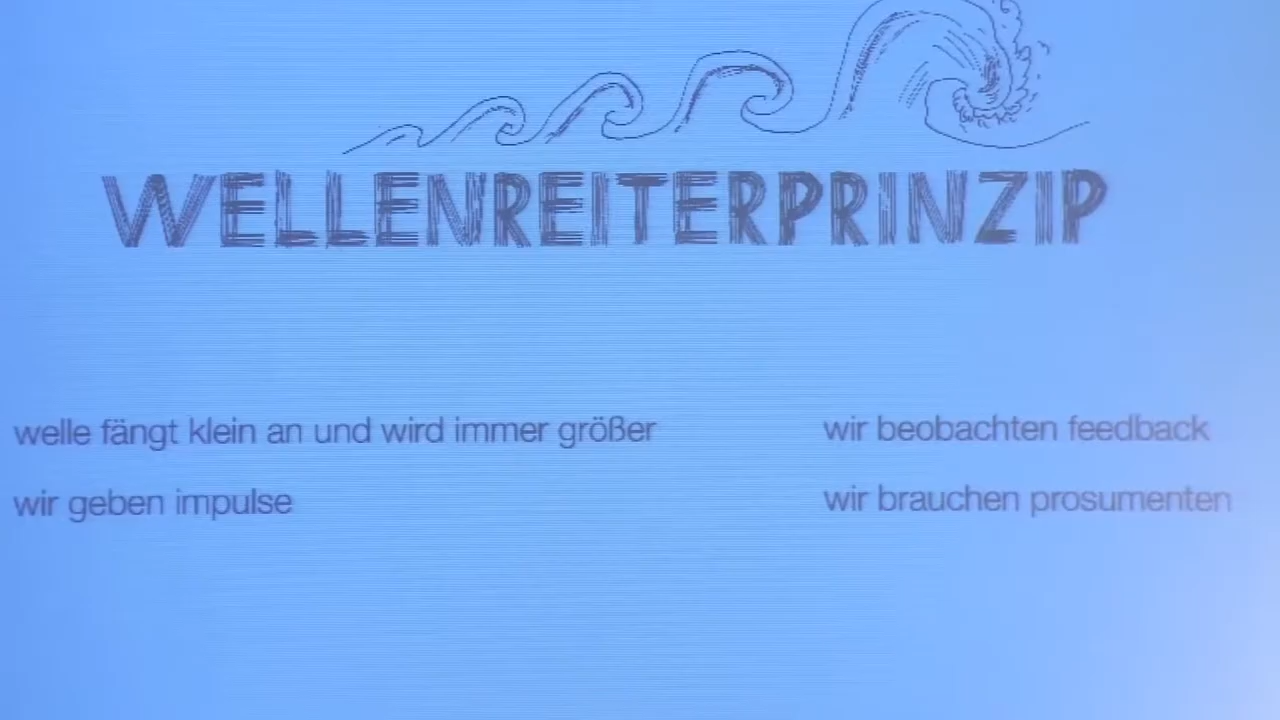 WELLENREITERPRINZIP
welle fängt klein an und wird immer größer
wir geben impulse
wir beobachten feedback
wir brauchen prosumenten